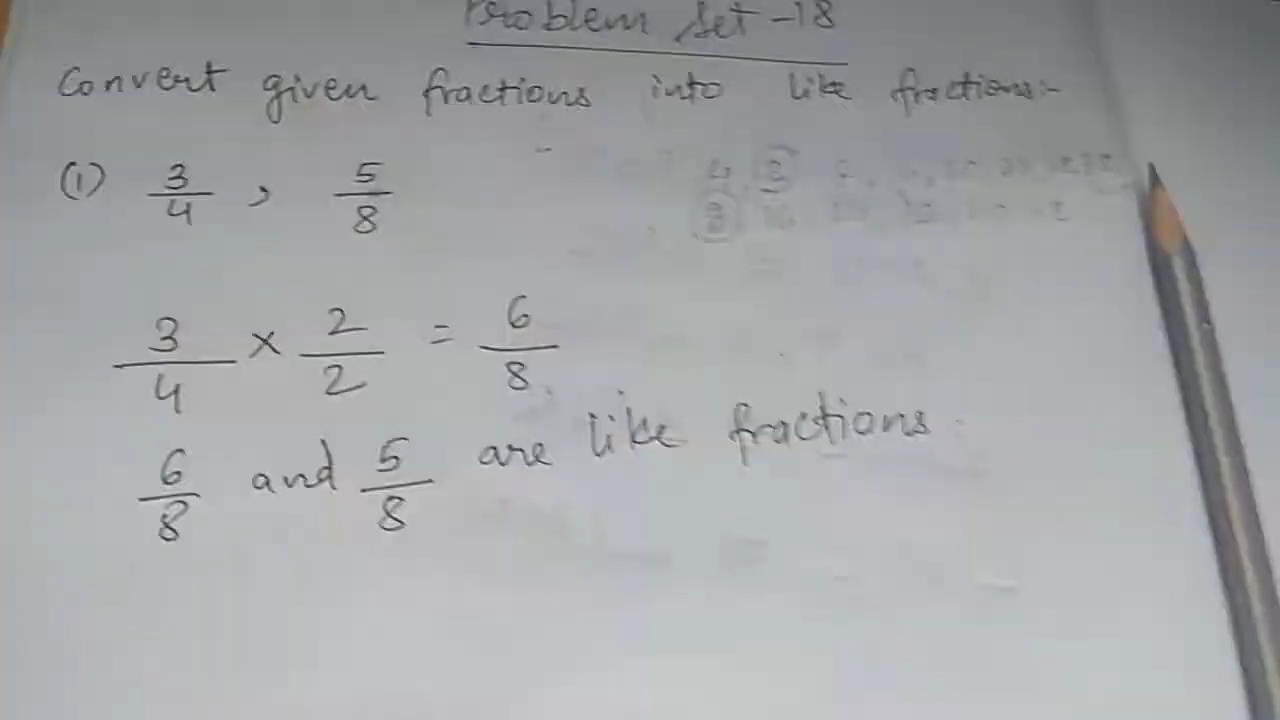 Problem Set -18
Convert given fractions into like fractions:-
(1) 3/4 , 5/8
3/4 × 2/2 = 6/8
6/8 and 5/8 are like fractions.